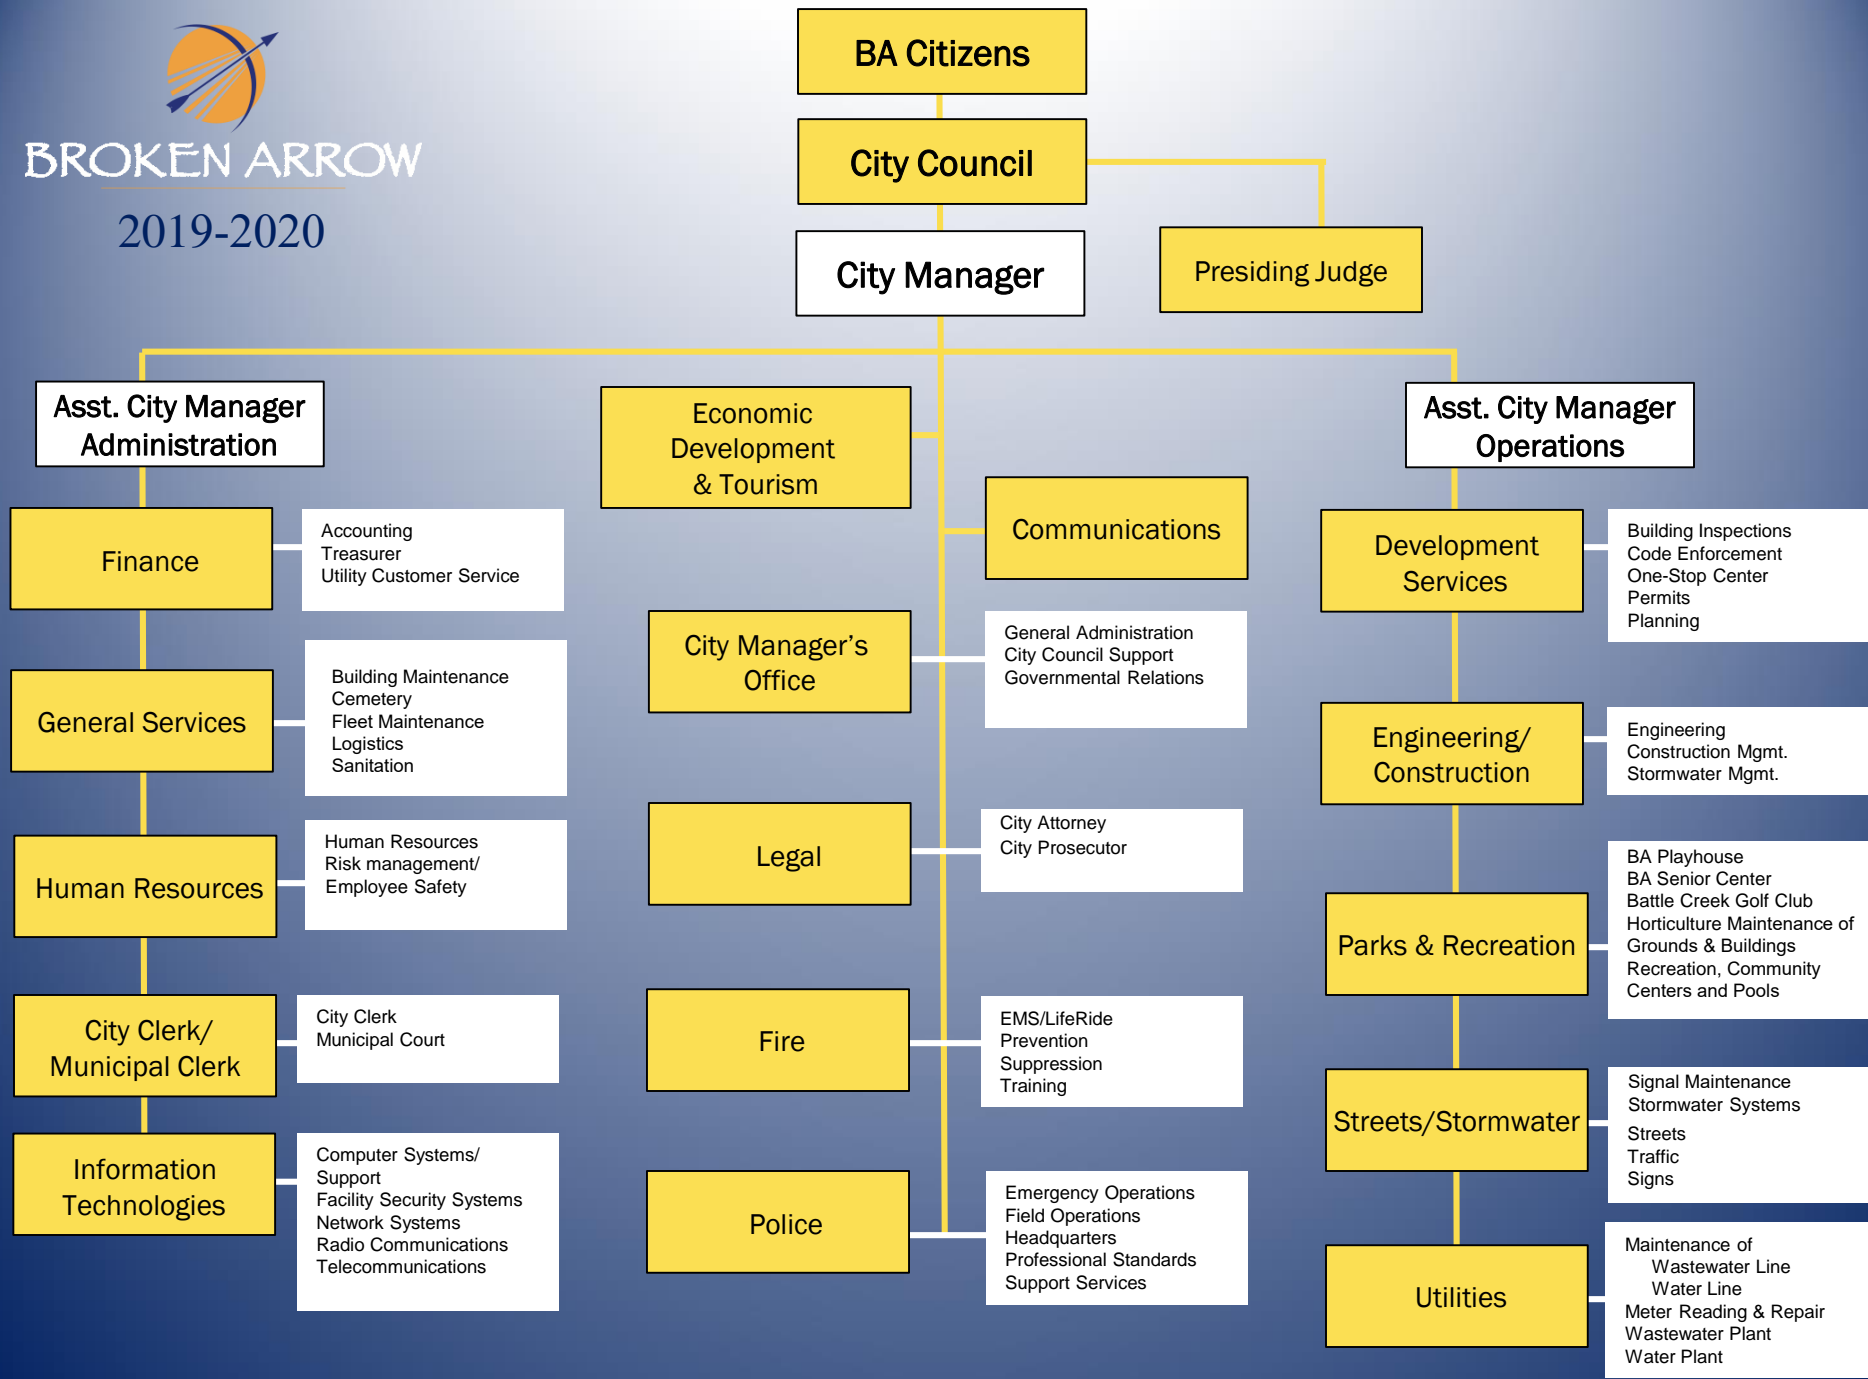 BROKEN ARROW
2019-2020
BA Citizens
City Council
City Manager
Presiding Judge
Asst. City Manager
Administration
Finance
Accounting
Treasurer
Utility Customer Service
General Services
Building Maintenance
Cemetery
Fleet Maintenance
Logistics
Sanitation
Human Resources
Human Resources
Risk management/
Employee Safety
City Clerk/
Municipal Clerk
City Clerk
Municipal Court
Information
Technologies
Computer Systems/
Support
Facility Security Systems
Network Systems
Radio Communications
Telecommunications
Economic
Development
& Tourism
Communications
City Manager’s
Office
General Administration
City Council Support
Governmental Relations
Legal
City Attorney
City Prosecutor
Fire
EMS/LifeRide
Prevention
Suppression
Training
Police
Emergency Operations
Field Operations
Headquarters
Professional Standards
Support Services
Asst. City Manager
Operations
Development
Services
Building Inspections
Code Enforcement
One-Stop Center
Permits
Planning
Engineering/
Construction
Engineering
Construction Mgmt.
Stormwater Mgmt.
Parks & Recreation
BA Playhouse
BA Senior Center
Battle Creek Golf Club
Horticulture Maintenance of
Grounds & Buildings
Recreation, Community
Centers and Pools
Streets/Stormwater
Signal Maintenance
Stormwater Systems
Streets
Traffic
Signs
Utilities
Maintenance of
Wastewater Line
Water Line
Meter Reading & Repair
Wastewater Plant
Water Plant